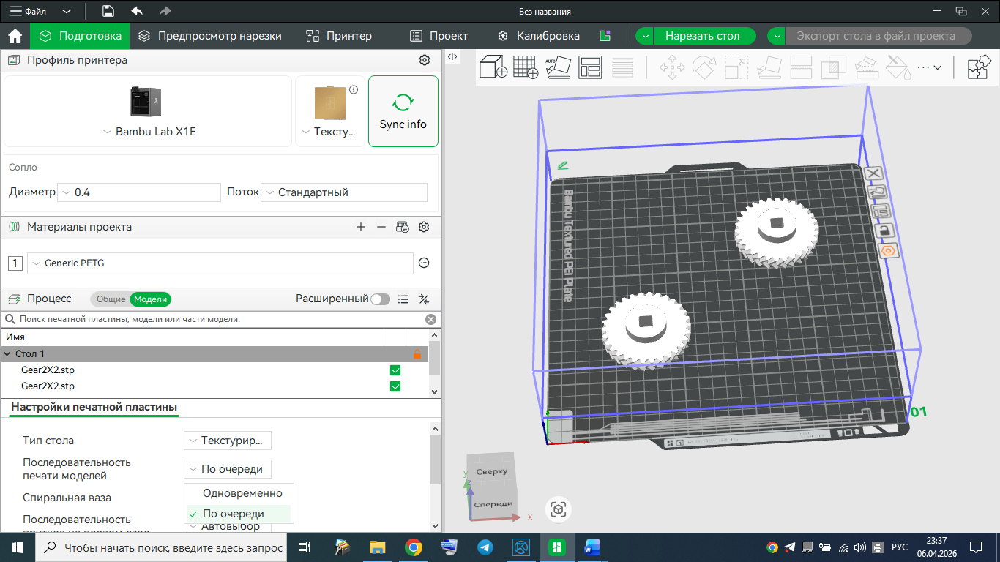 Файл
Без названия
Подготовка
Предпросмотр нарезки
Принтер
Проект
Калибровка
Нарезать стол
Экспорт стола в файл проекта
Профиль принтера
AUTO
Bambu Lab X1E
Тексту...
Sync info
Сопло
Диаметр
0.4
Поток
Стандартный
Материалы проекта
1
Generic PETG
Процесс
Общие
Модели
Расширенный
Поиск печатной пластины, модели или части модели.
Имя
Стол 1
Gear2X2.stp
Gear2X2.stp
Настройки печатной пластины
Тип стола
Текстурир...
Последовательность
печати моделей
По очереди
Одновременно
По очереди
Спиральная ваза
Последовательность
Автовыбор
Bambu Textured PEI Plate
01
Сверху
Спереди
y
z
x
Чтобы начать поиск, введите здесь запрос
РУС
23:37
06.04.2026